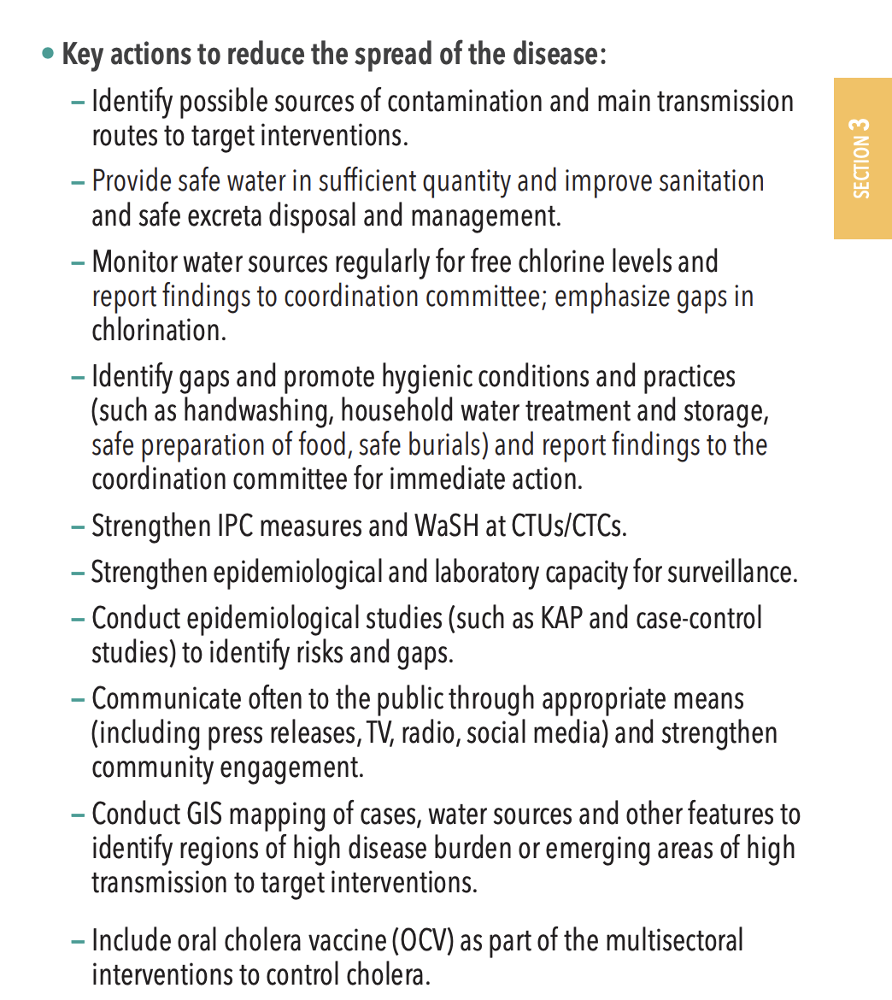 • Key actions to reduce the spread of the disease:
– Identify possible sources of contamination and main transmission
routes to target interventions.
– Provide safe water in sufficient quantity and improve sanitation
and safe excreta disposal and management.
– Monitor water sources regularly for free chlorine levels and
report findings to coordination committee; emphasize gaps in
chlorination.
– Identify gaps and promote hygienic conditions and practices
(such as handwashing, household water treatment and storage,
safe preparation of food, safe burials) and report findings to the
coordination committee for immediate action.
– Strengthen IPC measures and WaSH at CTUs/CTCs.
– Strengthen epidemiological and laboratory capacity for surveillance.
– Conduct epidemiological studies (such as KAP and case-control
studies) to identify risks and gaps.
– Communicate often to the public through appropriate means
(including press releases, TV, radio, social media) and strengthen
community engagement.
– Conduct GIS mapping of cases, water sources and other features to
identify regions of high disease burden or emerging areas of high
transmission to target interventions.
– Include oral cholera vaccine (OCV) as part of the multisectoral
interventions to control cholera.
SECTION 3